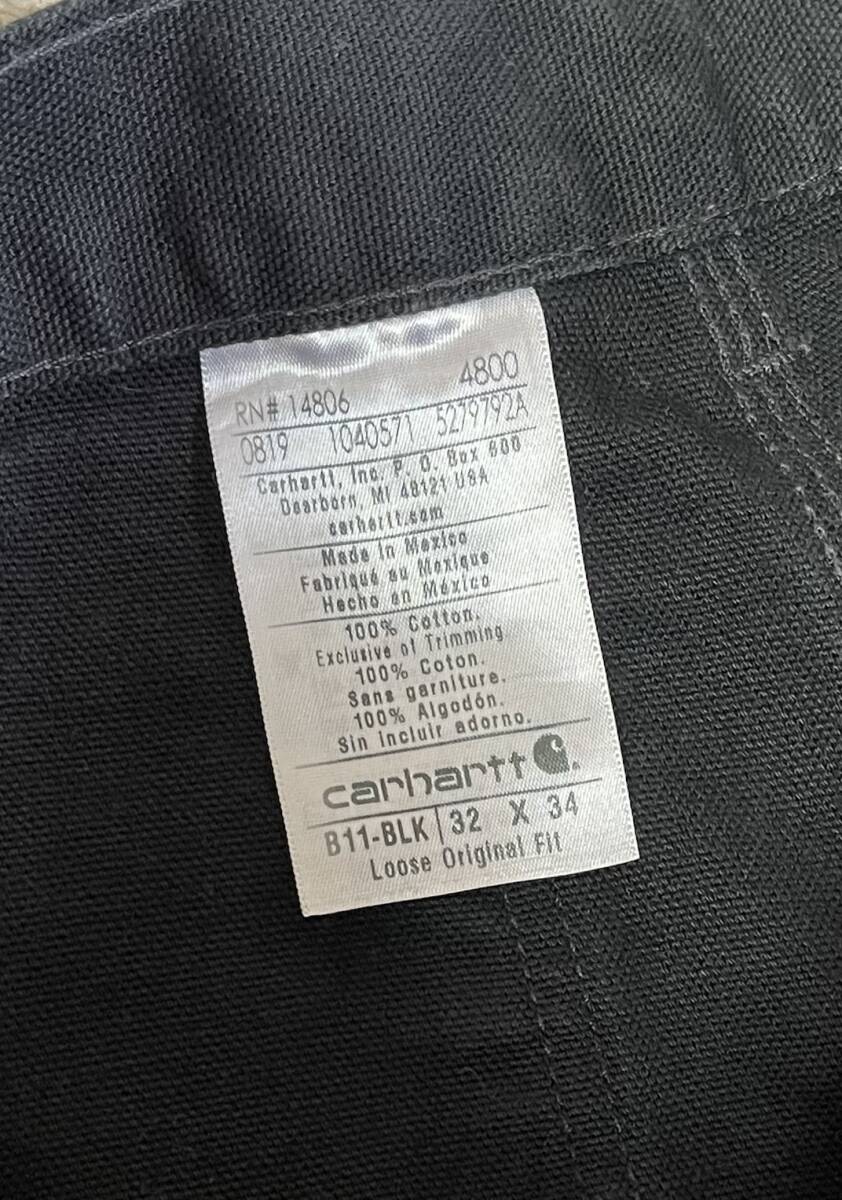 RN# 14806 4800
0819 1040571 5279792A
Carhartt, Inc. P. O. Box 600
Dearborn, MI 48121 USA
carhartt.com
Made in Mexico
Fabriqué au Mexique
Hecho en México
100% Cotton.
Exclusive of Trimming
100% Coton.
Sans garniture.
100% Algodón.
Sin incluir adorno.
carhartt
B11-BLK 32 X 34
Loose Original Fit